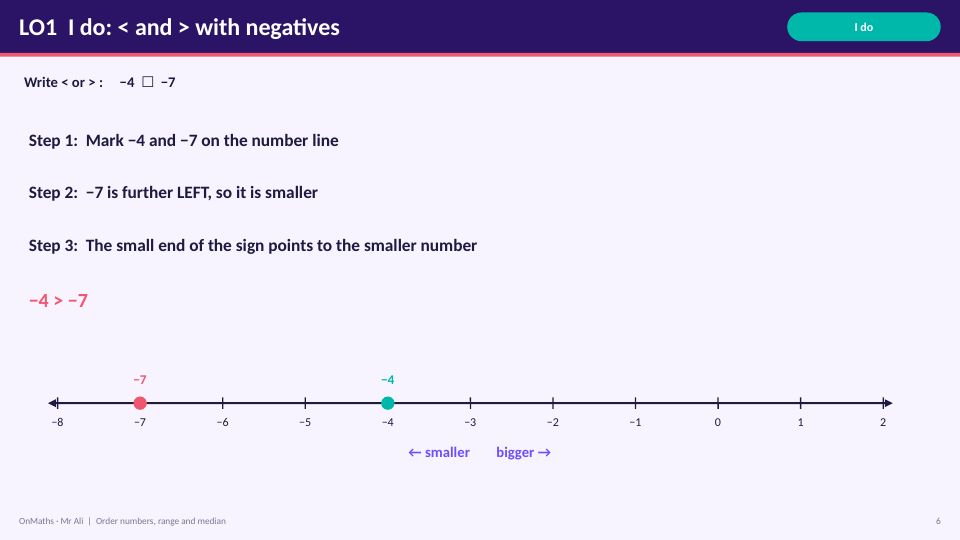 LO1  I do: < and > with negatives
I do
Write < or > :    −4  ☐  −7
Step 1:  Mark −4 and −7 on the number line
Step 2:  −7 is further LEFT, so it is smaller
Step 3:  The small end of the sign points to the smaller number
−4 > −7
−7
−4
−8 −7 −6 −5 −4 −3 −2 −1 0 1 2
← smaller    bigger →
OnMaths - Mr Ali  |  Order numbers, range and median
6